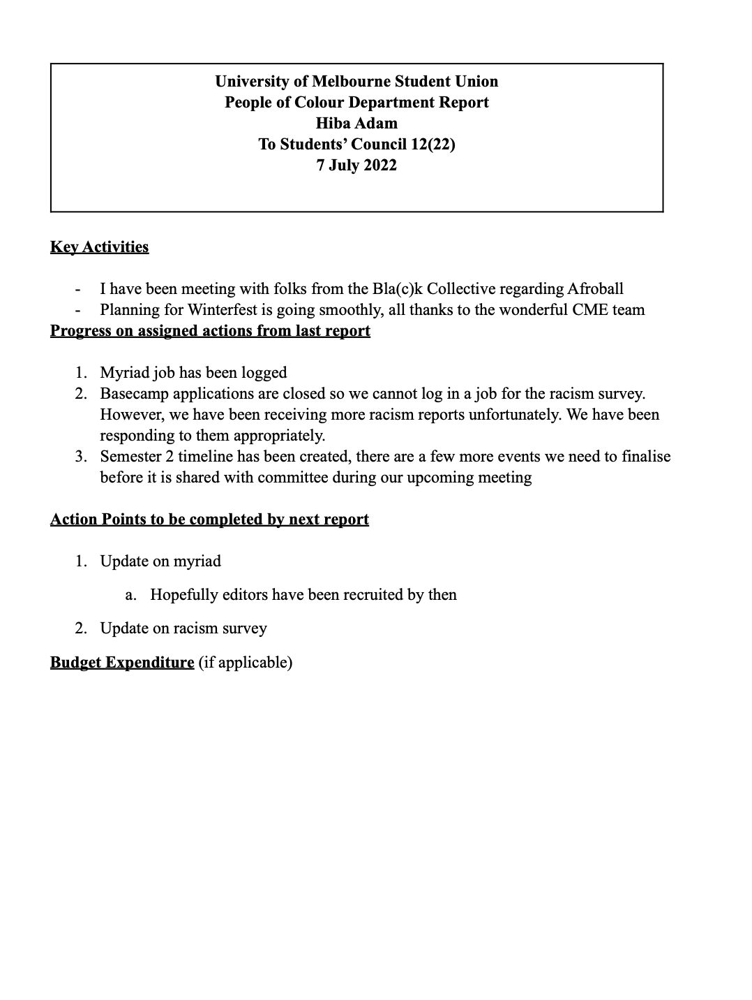 University of Melbourne Student Union
People of Colour Department Report
Hiba Adam
To Students’ Council 12(22)
7 July 2022
Key Activities
- I have been meeting with folks from the Bla(c)k Collective regarding Afroball
- Planning for Winterfest is going smoothly, all thanks to the wonderful CME team
Progress on assigned actions from last report
1. Myriad job has been logged
2. Basecamp applications are closed so we cannot log in a job for the racism survey.
However, we have been receiving more racism reports unfortunately. We have been
responding to them appropriately.
3. Semester 2 timeline has been created, there are a few more events we need to finalise
before it is shared with committee during our upcoming meeting
Action Points to be completed by next report
1. Update on myriad
a. Hopefully editors have been recruited by then
2. Update on racism survey
Budget Expenditure (if applicable)